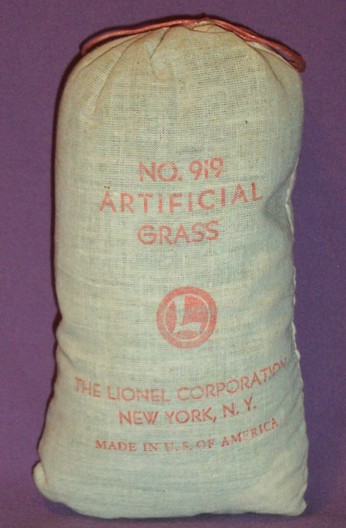 NO. 919
ARTIFICIAL
GRASS
L
THE LIONEL CORPORATION
NEW YORK, N. Y.
MADE IN U. S. OF AMERICA